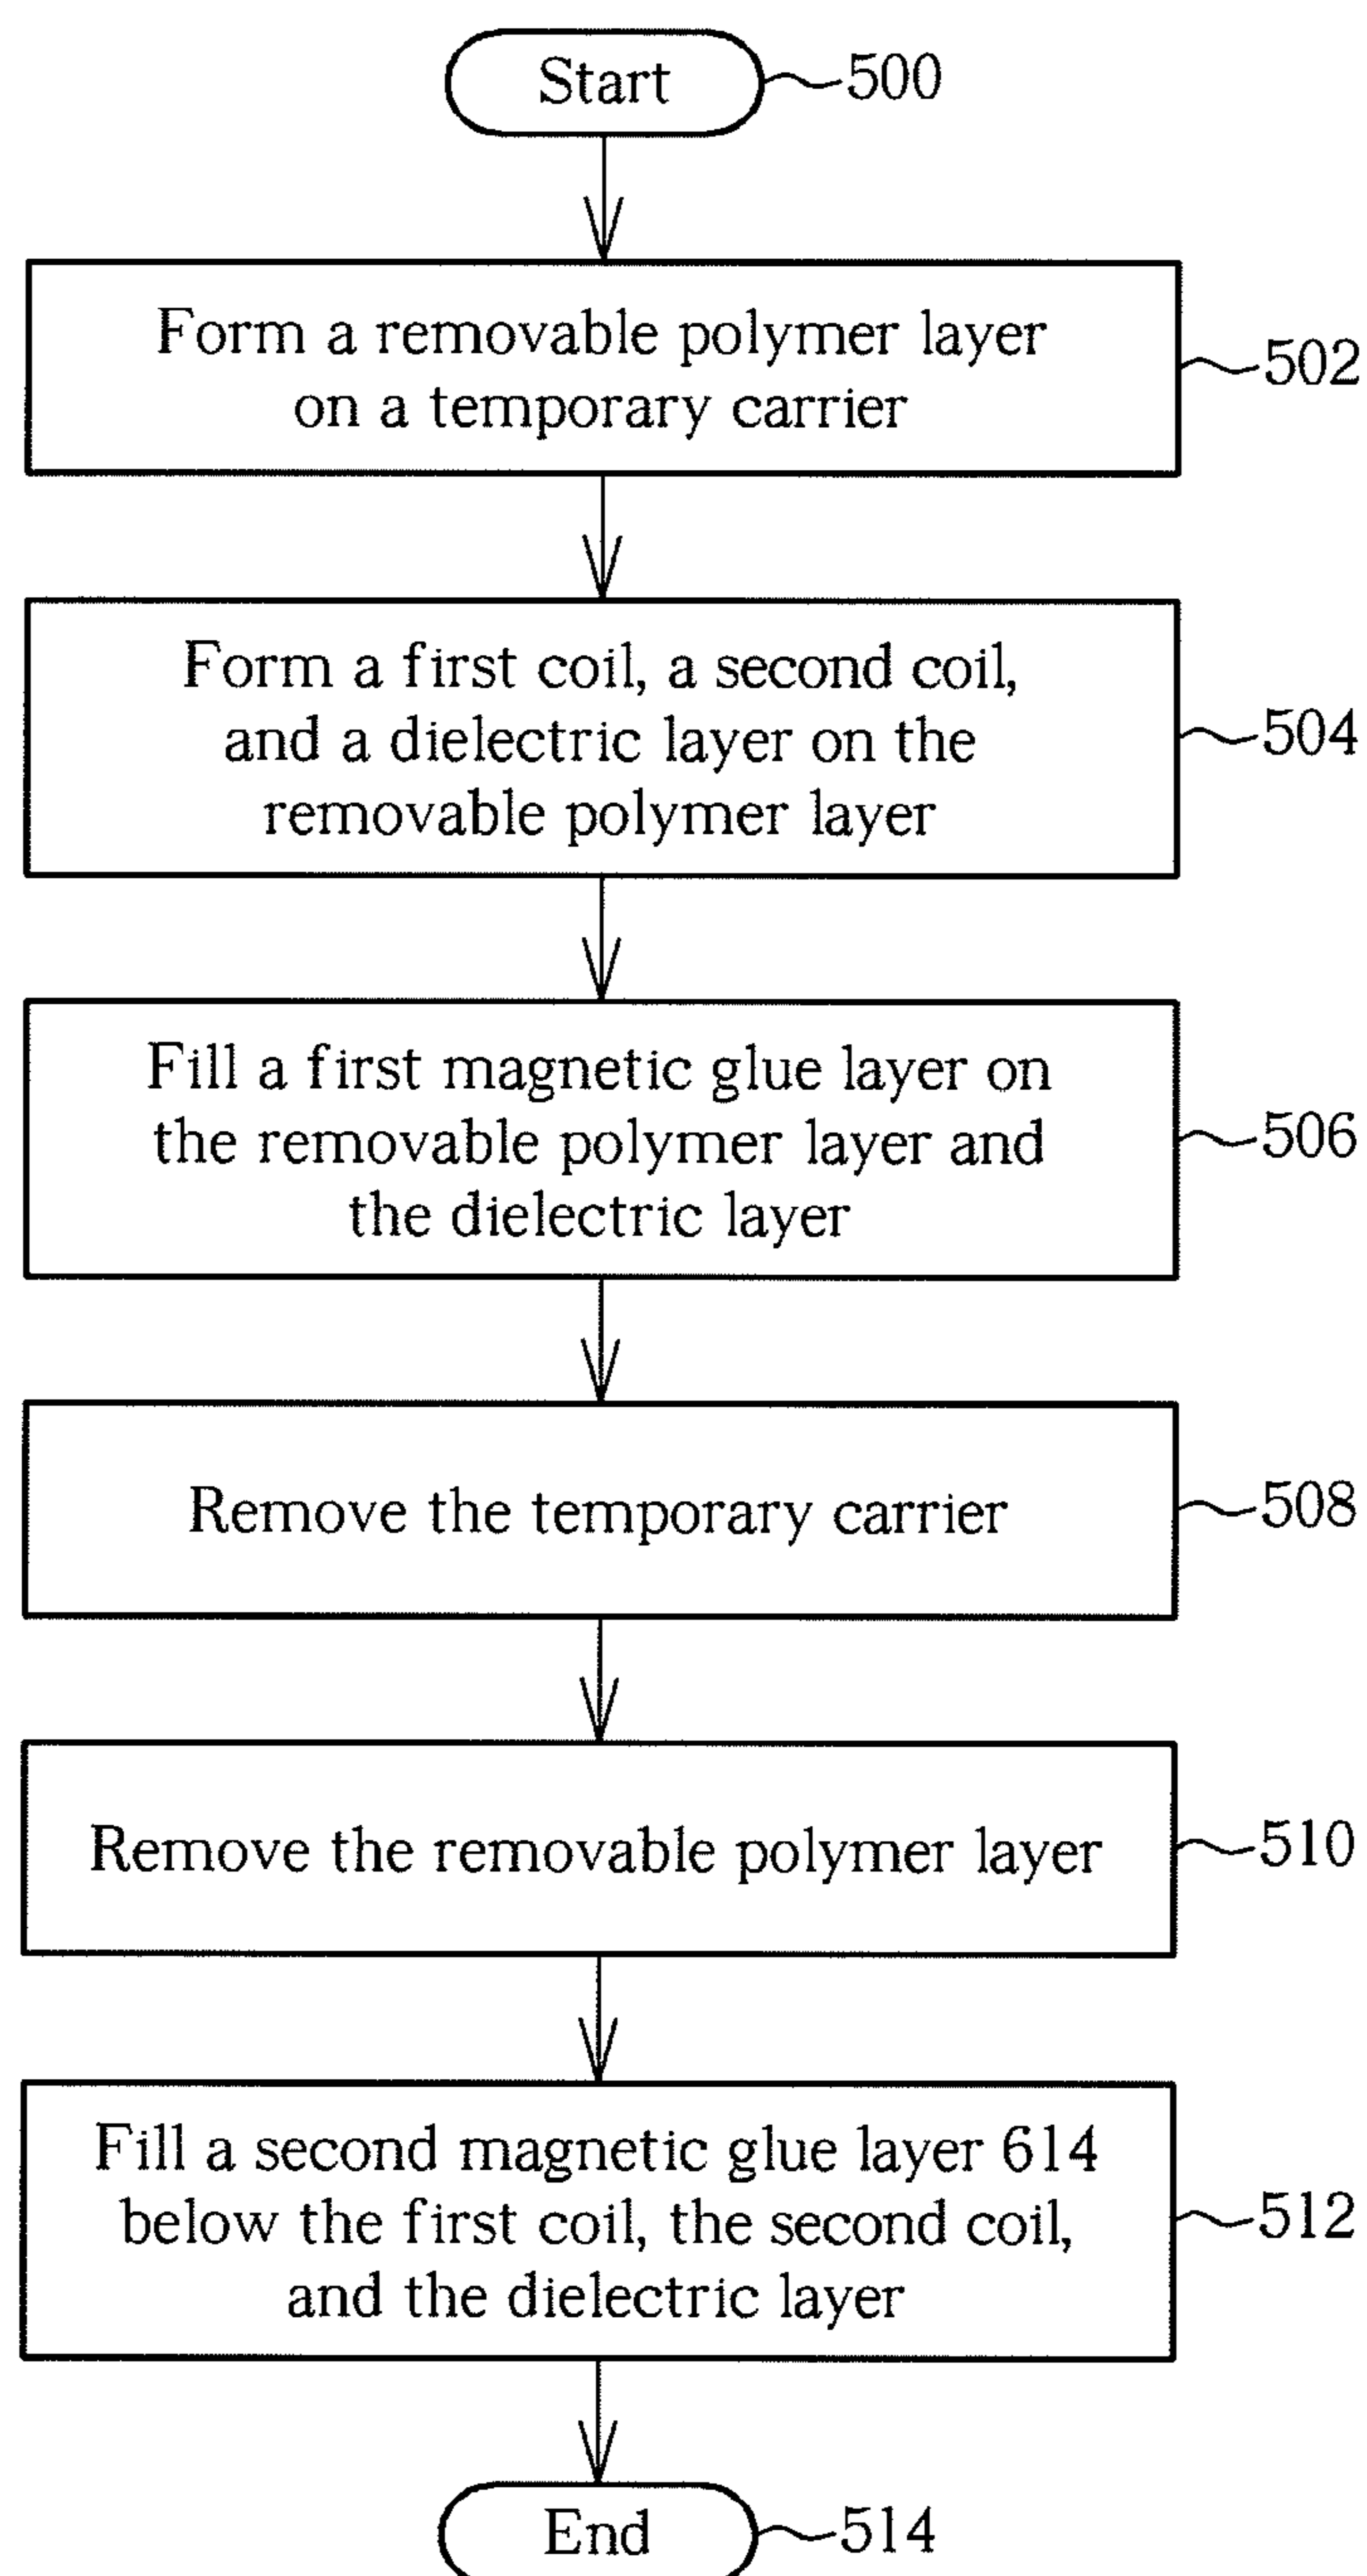 Start
500
Form a removable polymer layer
on a temporary carrier
502
Form a first coil, a second coil,
and a dielectric layer on the
removable polymer layer
504
Fill a first magnetic glue layer on
the removable polymer layer and
the dielectric layer
506
Remove the temporary carrier
508
Remove the removable polymer layer
510
Fill a second magnetic glue layer 614
below the first coil, the second coil,
and the dielectric layer
512
End
514